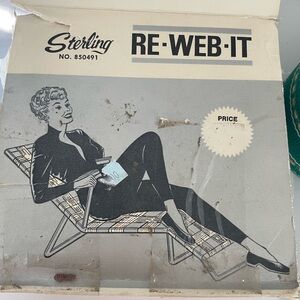 Sterling
NO. 850491
RE-WEB-IT
PRICE